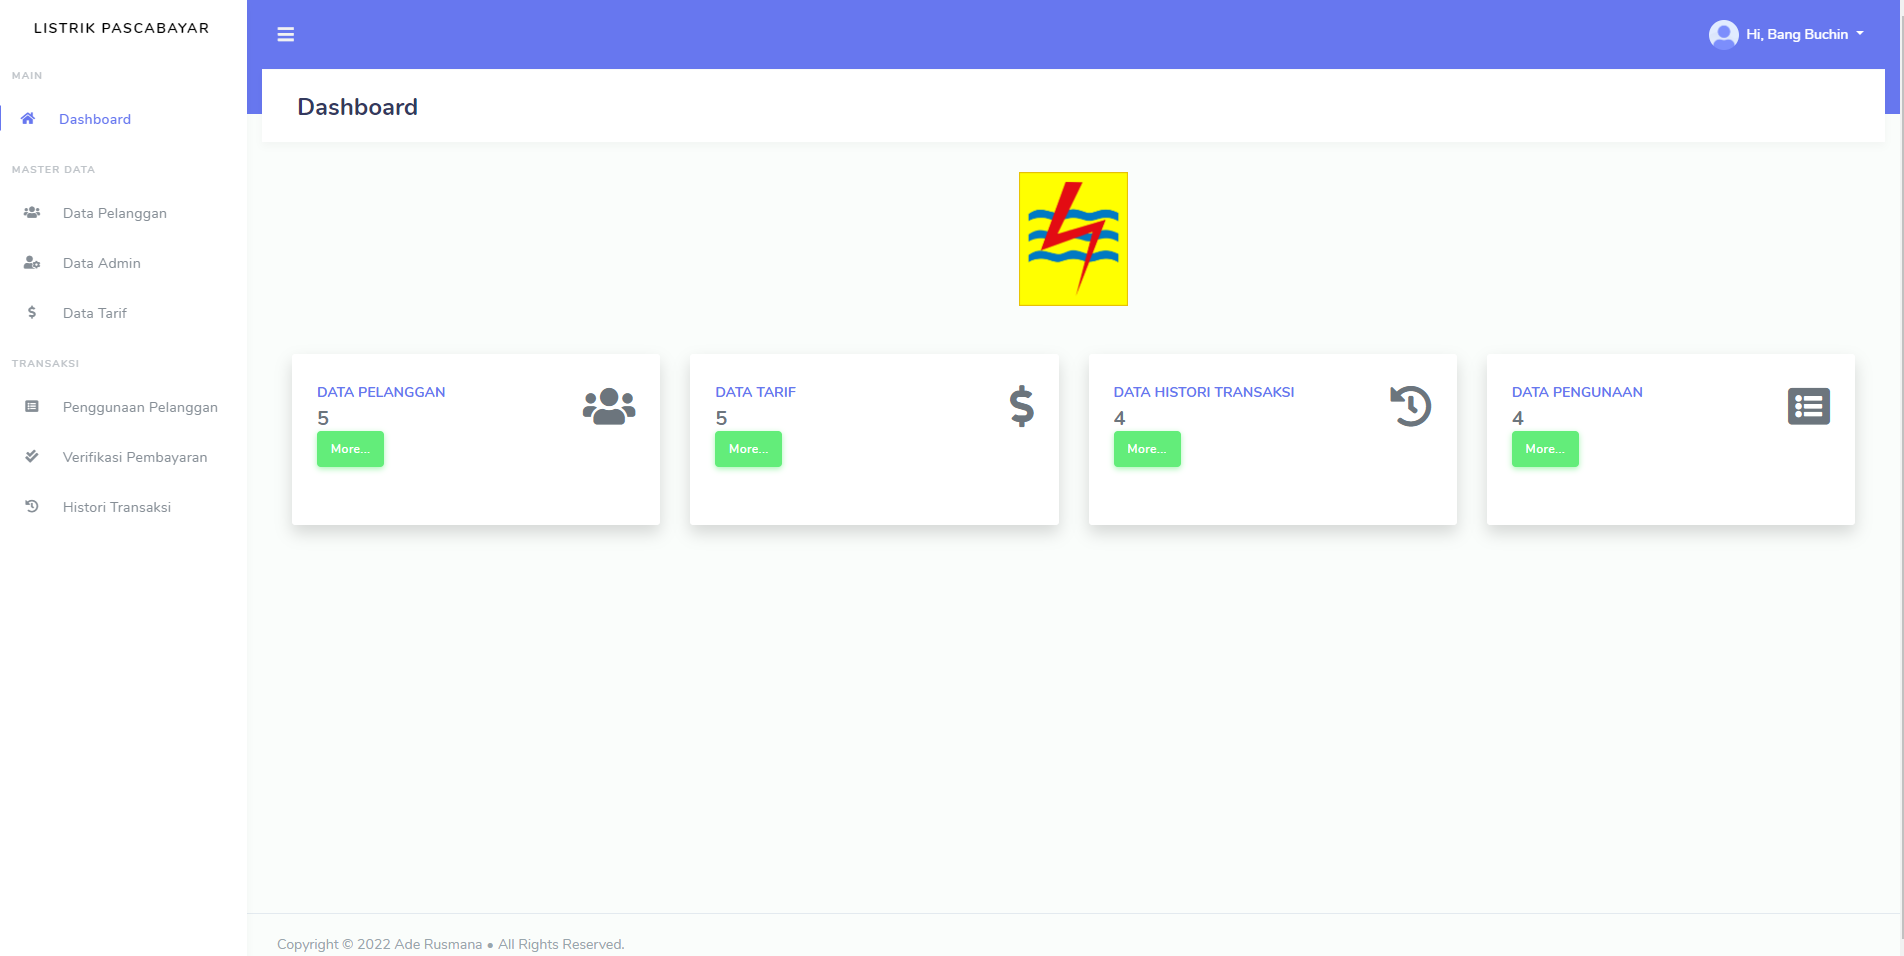 LISTRIK PASCABAYAR
MAIN
Dashboard
MASTER DATA
Data Pelanggan
Data Admin
Data Tarif
TRANSAKSI
Penggunaan Pelanggan
Verifikasi Pembayaran
Histori Transaksi
Hi, Bang Buchin
Dashboard
DATA PELANGGAN
5
More...
DATA TARIF
5
More...
DATA HISTORI TRANSAKSI
4
More...
DATA PENGUNAAN
4
More...
Copyright © 2022 Ade Rusmana • All Rights Reserved.